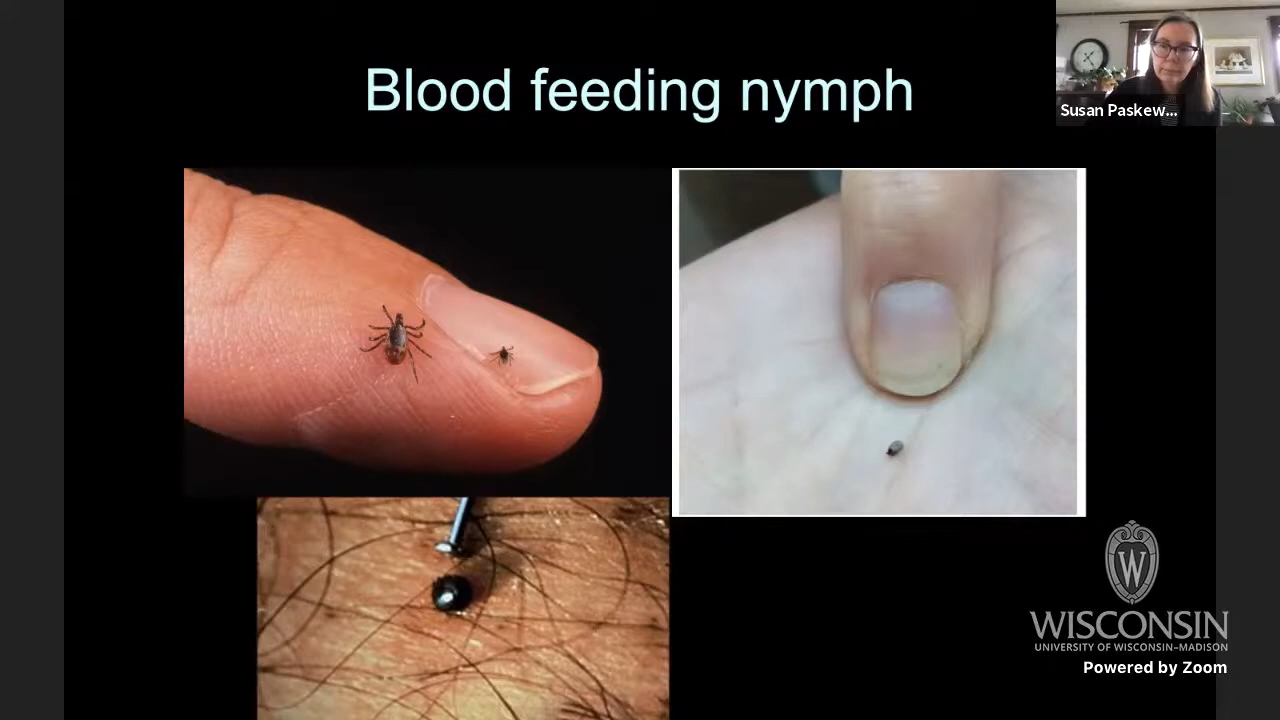 Blood feeding nymph
Susan Paskew...
W
WISCONSIN
UNIVERSITY OF WISCONSIN–MADISON
Powered by Zoom